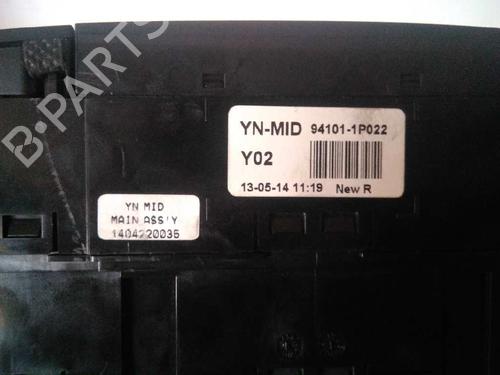 B-PARTS
YN-MID 94101-1P022
Y02
13-05-14 11:19 New R
YN MID
MAIN ASS'Y
1404220035